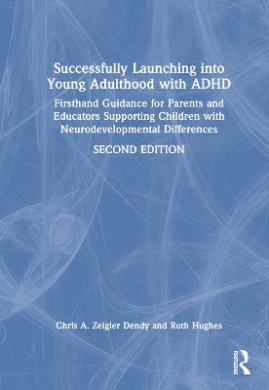 Successfully Launching into
Young Adulthood with ADHD
Firsthand Guidance for Parents and
Educators Supporting Children with
Neurodevelopmental Differences
SECOND EDITION
Chris A. Zeigler Dendy and Ruth Hughes
ROUTLEDGE